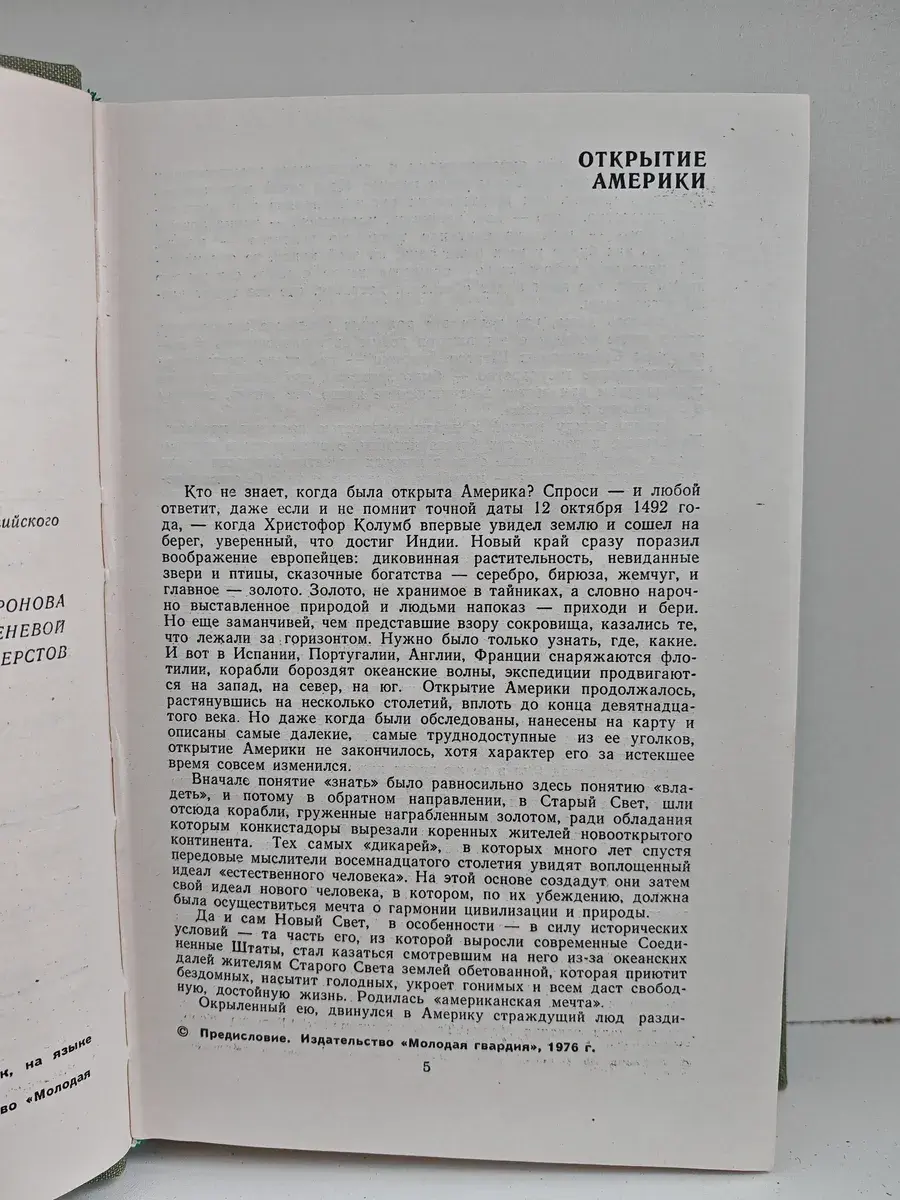 ийского
РОНОВА
ЕНЕВОЙ
ЕРСТОВ
к, на языке
во «Молодая
ОТКРЫТИЕ
АМЕРИКИ
Кто не знает, когда была открыта Америка? Спроси — и любой
ответит, даже если и не помнит точной даты 12 октября 1492 го-
да, — когда Христофор Колумб впервые увидел землю и сошел на
берег, уверенный, что достиг Индии. Новый край сразу поразил
воображение европейцев: диковинная растительность, невиданные
звери и птицы, сказочные богатства — серебро, бирюза, жемчуг, и
главное — золото. Золото, не хранимое в тайниках, а словно нароч-
но выставленное природой и людьми напоказ — приходи и бери.
Но еще заманчивей, чем представшие взору сокровища, казались те,
что лежали за горизонтом. Нужно было только узнать, где, какие.
И вот в Испании, Португалии, Англии, Франции снаряжаются фло-
тилии, корабли бороздят океанские волны, экспедиции продвигают-
ся на запад, на север, на юг. Открытие Америки продолжалось,
растянувшись на несколько столетий, вплоть до конца девятнадца-
того века. Но даже когда были обследованы, нанесены на карту и
описаны самые далекие, самые труднодоступные из ее уголков,
открытие Америки не закончилось, хотя характер его за истекшее
время совсем изменился.
Вначале понятие «знать» было равносильно здесь понятию «вла-
деть», и потому в обратном направлении, в Старый Свет, шли
отсюда корабли, груженные награбленным золотом, ради обладания
которым конкистадоры вырезали коренных жителей новооткрытого
континента. Тех самых «дикарей», в которых много лет спустя
передовые мыслители восемнадцатого столетия увидят воплощенный
идеал «естественного человека». На этой основе создадут они затем
свой идеал нового человека, в котором, по их убеждению, должна
была осуществиться мечта о гармонии цивилизации и природы.
Да и сам Новый Свет, в особенности — в силу исторических
условий — та часть его, из которой выросли современные Соеди-
ненные Штаты, стал казаться смотревшим на него из-за океанских
далей жителям Старого Света землей обетованной, которая приютит
бездомных, насытит голодных, укроет гонимых и всем даст свобод-
ную, достойную жизнь. Родилась «американская мечта».
Окрыленный ею, двинулся в Америку страждущий люд разди-
© Предисловие. Издательство «Молодая гвардия», 1976 г.
5